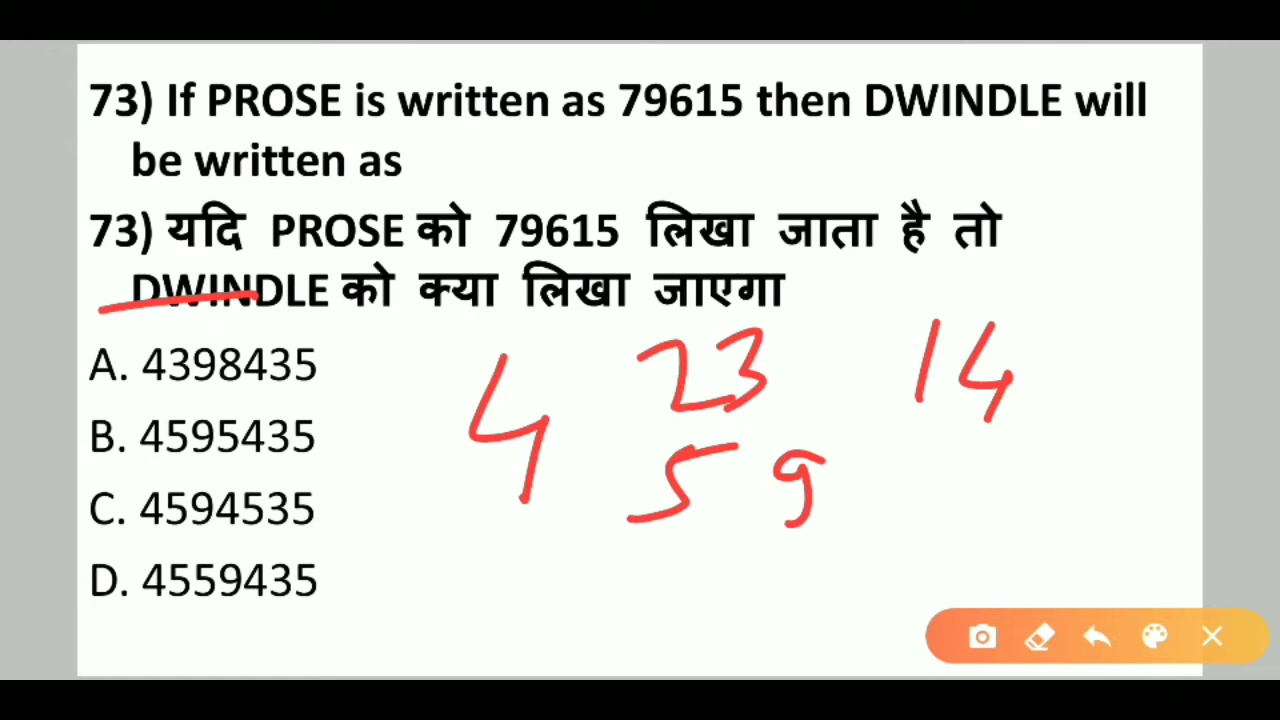 73) If PROSE is written as 79615 then DWINDLE will
be written as
73) यदि PROSE को 79615 लिखा जाता है तो
DWINDLE को क्या लिखा जाएगा
A. 4398435
B. 4595435
C. 4594535
D. 4559435
4 23 14
5 9